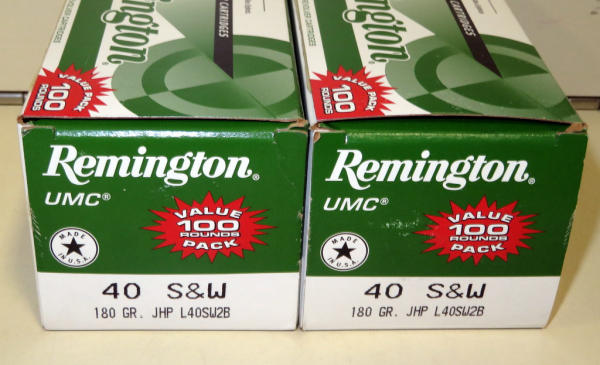 CARTRIDGES
Remington
VALUE PACK
100
ROUNDS
CARTRIDGES
Remington
VALUE PACK
100
ROUNDS
Remington®
UMC®
VALUE
100
ROUNDS
PACK
MADE
IN U.S.A.
40 S&W
180 GR. JHP L40SW2B
Remington®
UMC®
VALUE
100
ROUNDS
PACK
MADE
IN U.S.A.
40 S&W
180 GR. JHP L40SW2B